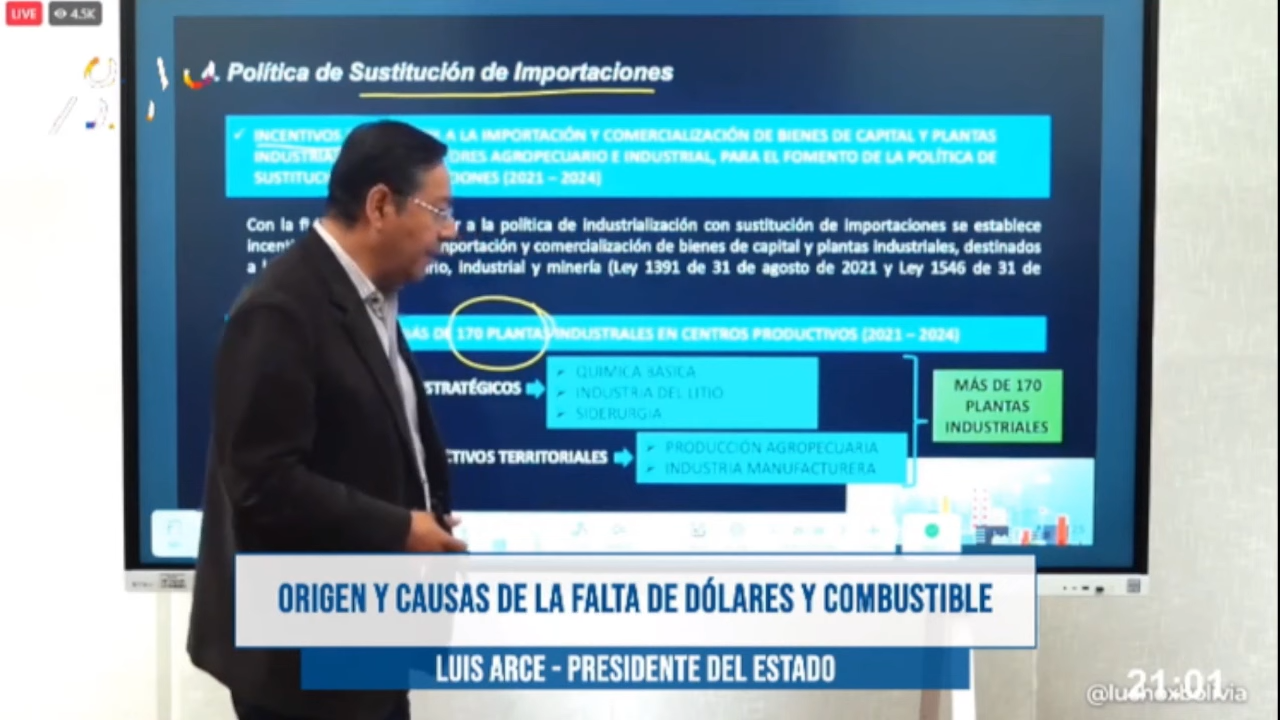 LIVE 4.5K
Política de Sustitución de Importaciones
INCENTIVOS A LA IMPORTACIÓN Y COMERCIALIZACIÓN DE BIENES DE CAPITAL Y PLANTAS
AGROPECUARIO E INDUSTRIAL, PARA EL FOMENTO DE LA POLÍTICA DE
(2021 – 2024)
Con la a la política de industrialización con sustitución de importaciones se establece
y comercialización de bienes de capital y plantas industriales, destinados
a industrial y minería (Ley 1391 de 31 de agosto de 2021 y Ley 1546 de 31 de
DE 170 PLANTAS INDUSTRIALES EN CENTROS PRODUCTIVOS (2021 – 2024)
QUIMICA BÁSICA
STRATÉGICOS INDUSTRIA DEL LITIO
SIDERURGIA
MÁS DE 170
PLANTAS
INDUSTRIALES
PRODUCCIÓN AGROPECUARIA
CTIVOS TERRITORIALES INDUSTRIA MANUFACTURERA
ORIGEN Y CAUSAS DE LA FALTA DE DÓLARES Y COMBUSTIBLE
LUIS ARCE - PRESIDENTE DEL ESTADO
21:01
@luchoxbolivia